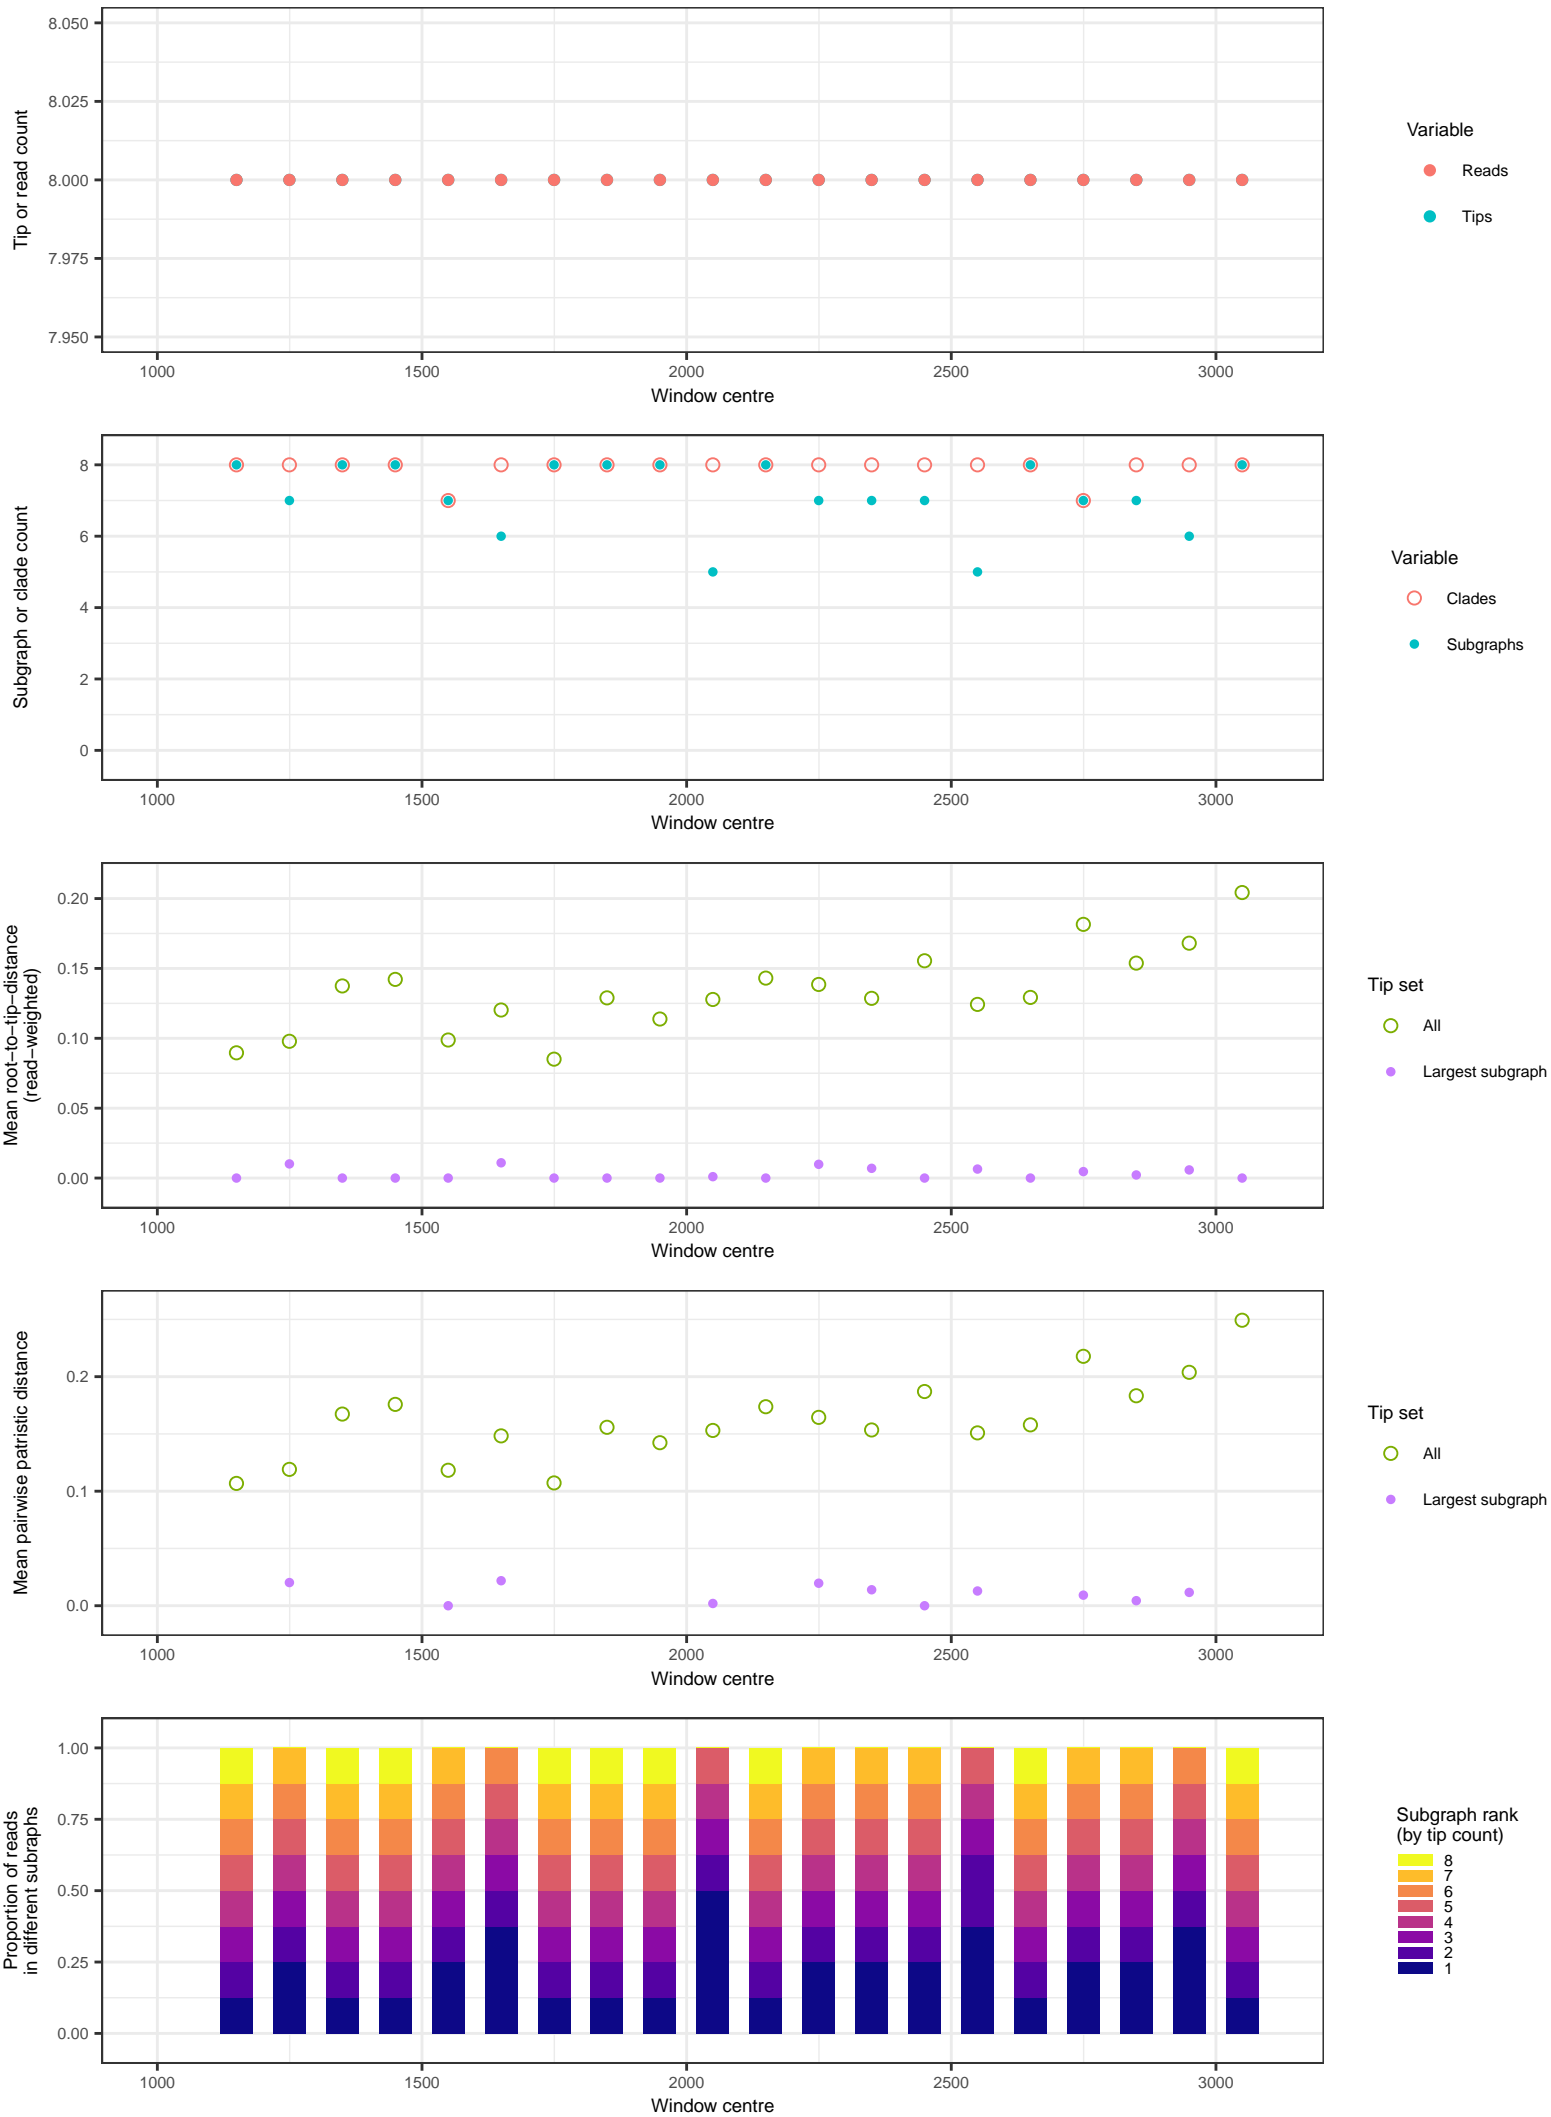 8.050
8.025
8.000
7.975
7.950
Tip or read count
1000 1500 2000 2500 3000
Window centre
Variable
Reads
Tips
8
6
4
2
0
Subgraph or clade count
1000 1500 2000 2500 3000
Window centre
Variable
Clades
Subgraphs
0.20
0.15
0.10
0.05
0.00
Mean root−to−tip−distance
(read−weighted)
1000 1500 2000 2500 3000
Window centre
Tip set
All
Largest subgraph
0.2
0.1
0.0
Mean pairwise patristic distance
1000 1500 2000 2500 3000
Window centre
Tip set
All
Largest subgraph
1.00
0.75
0.50
0.25
0.00
Proportion of reads
in different subraphs
1000 1500 2000 2500 3000
Window centre
Subgraph rank
(by tip count)
8
7
6
5
4
3
2
1